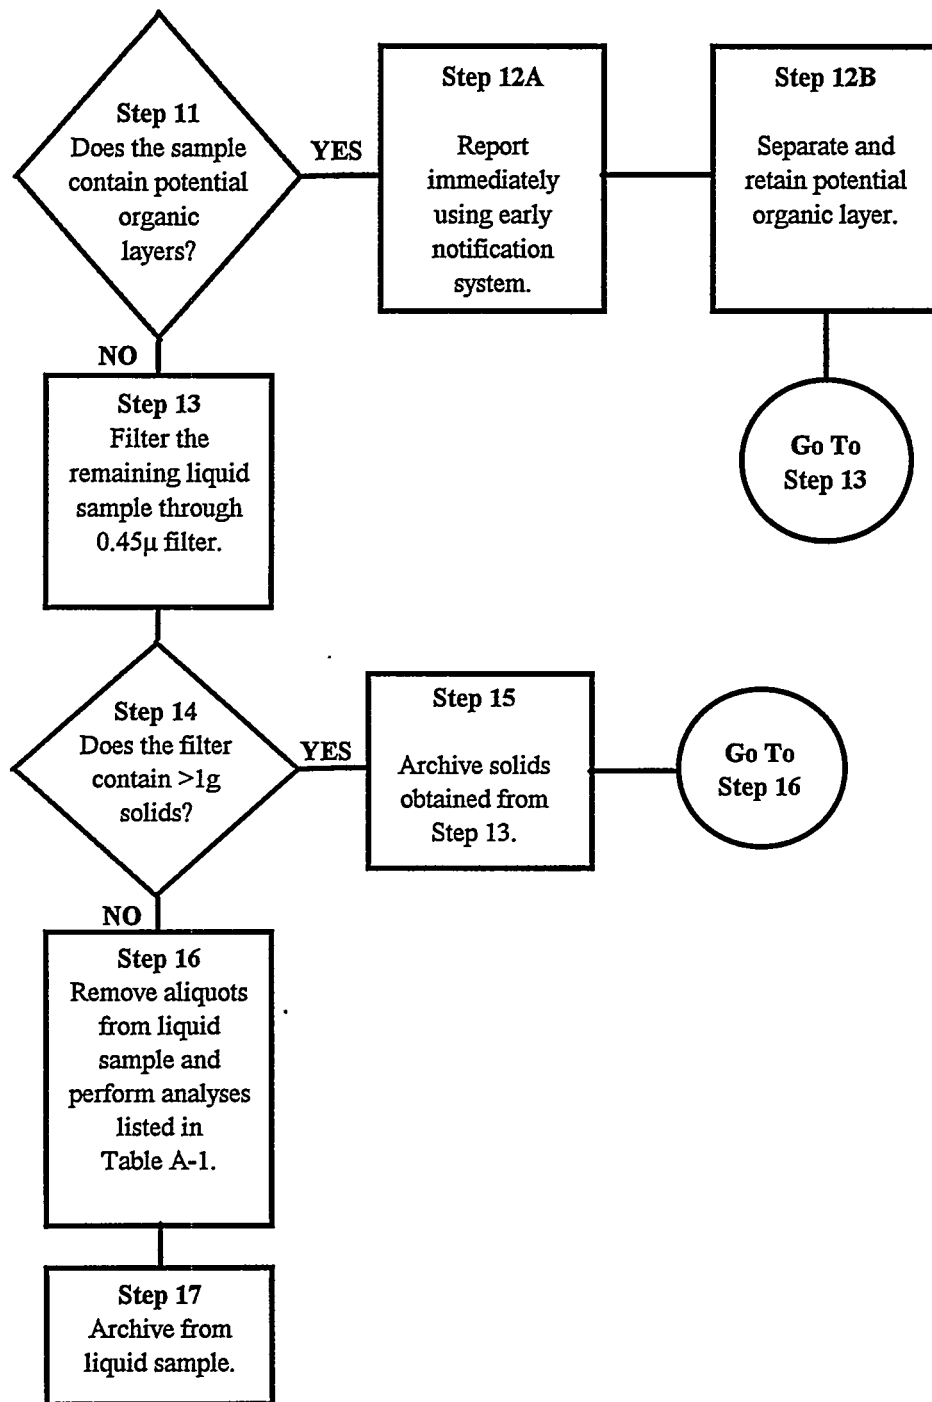 Step 11
Does the sample
contain potential
organic
layers?
YES
Step 12A
Report
immediately
using early
notification
system.
Step 12B
Separate and
retain potential
organic layer.
NO
Step 13
Filter the
remaining liquid
sample through
0.45µ filter.
Go To
Step 13
Step 14
Does the filter
contain >1g
solids?
YES
Step 15
Archive solids
obtained from
Step 13.
Go To
Step 16
NO
Step 16
Remove aliquots
from liquid
sample and
perform analyses
listed in
Table A-1.
Step 17
Archive from
liquid sample.